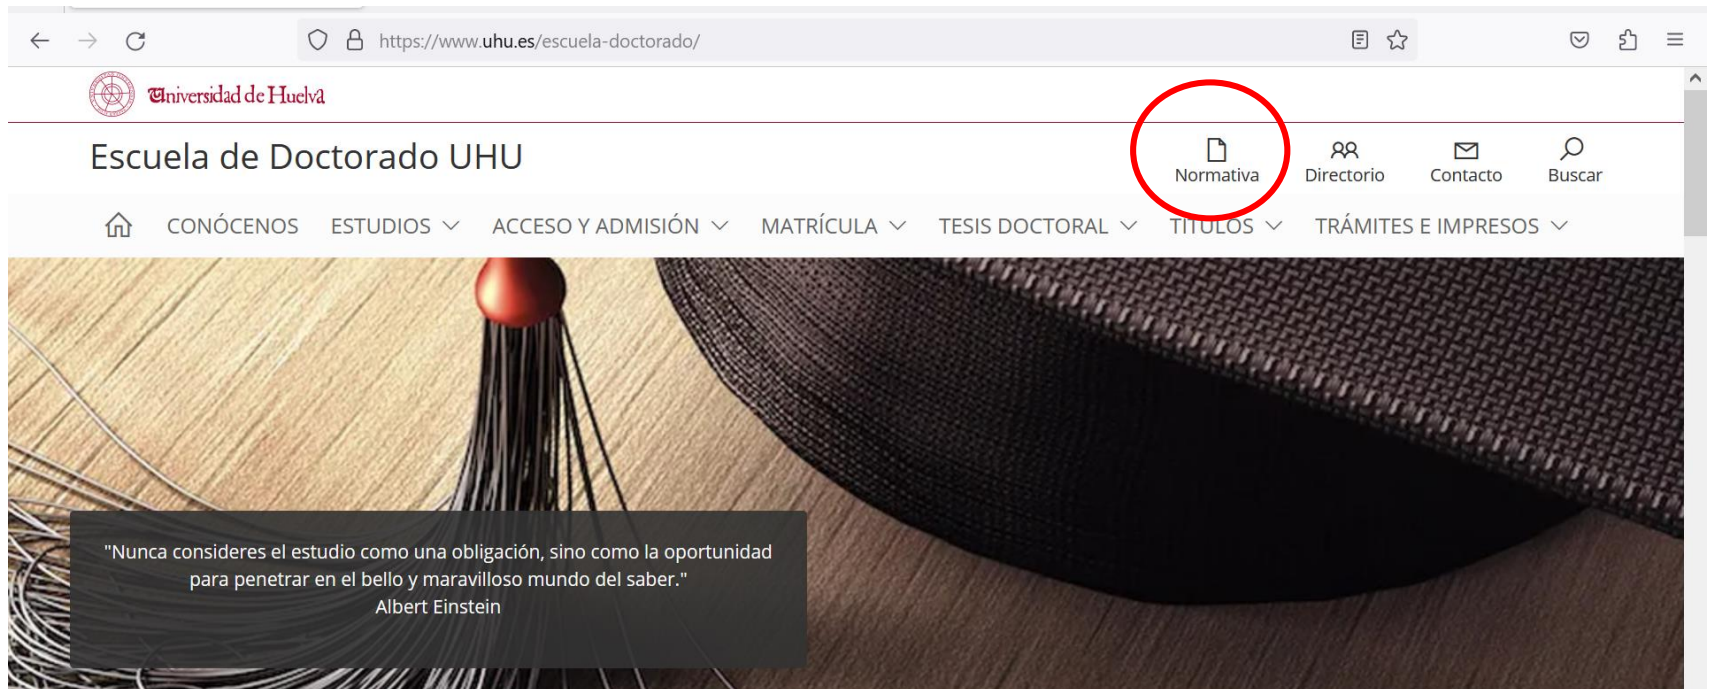 https://www.uhu.es/escuela-doctorado/
Universidad de Huelva
Escuela de Doctorado UHU
Normativa Directorio Contacto Buscar
CONÓCENOS ESTUDIOS ACCESO Y ADMISIÓN MATRÍCULA TESIS DOCTORAL TÍTULOS TRÁMITES E IMPRESOS
"Nunca consideres el estudio como una obligación, sino como la oportunidad
para penetrar en el bello y maravilloso mundo del saber."
Albert Einstein